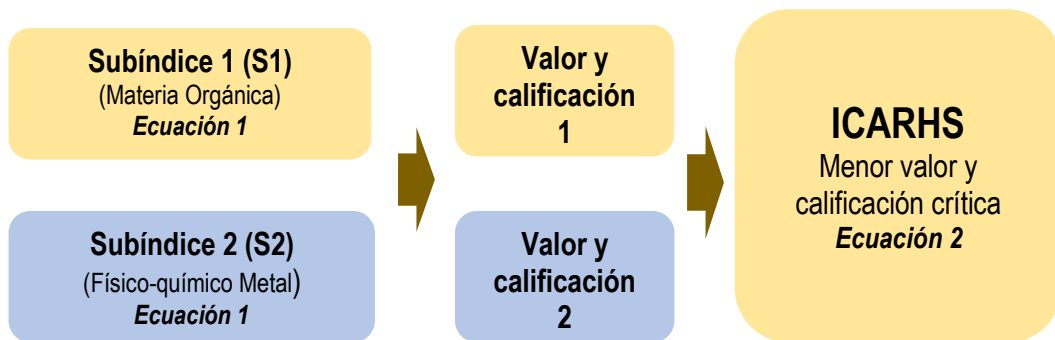 Subíndice 1 (S1)
(Materia Orgánica)
Ecuación 1
Valor y
calificación
1
Subíndice 2 (S2)
(Físico-químico Metal)
Ecuación 1
Valor y
calificación
2
ICARHS
Menor valor y
calificación crítica
Ecuación 2